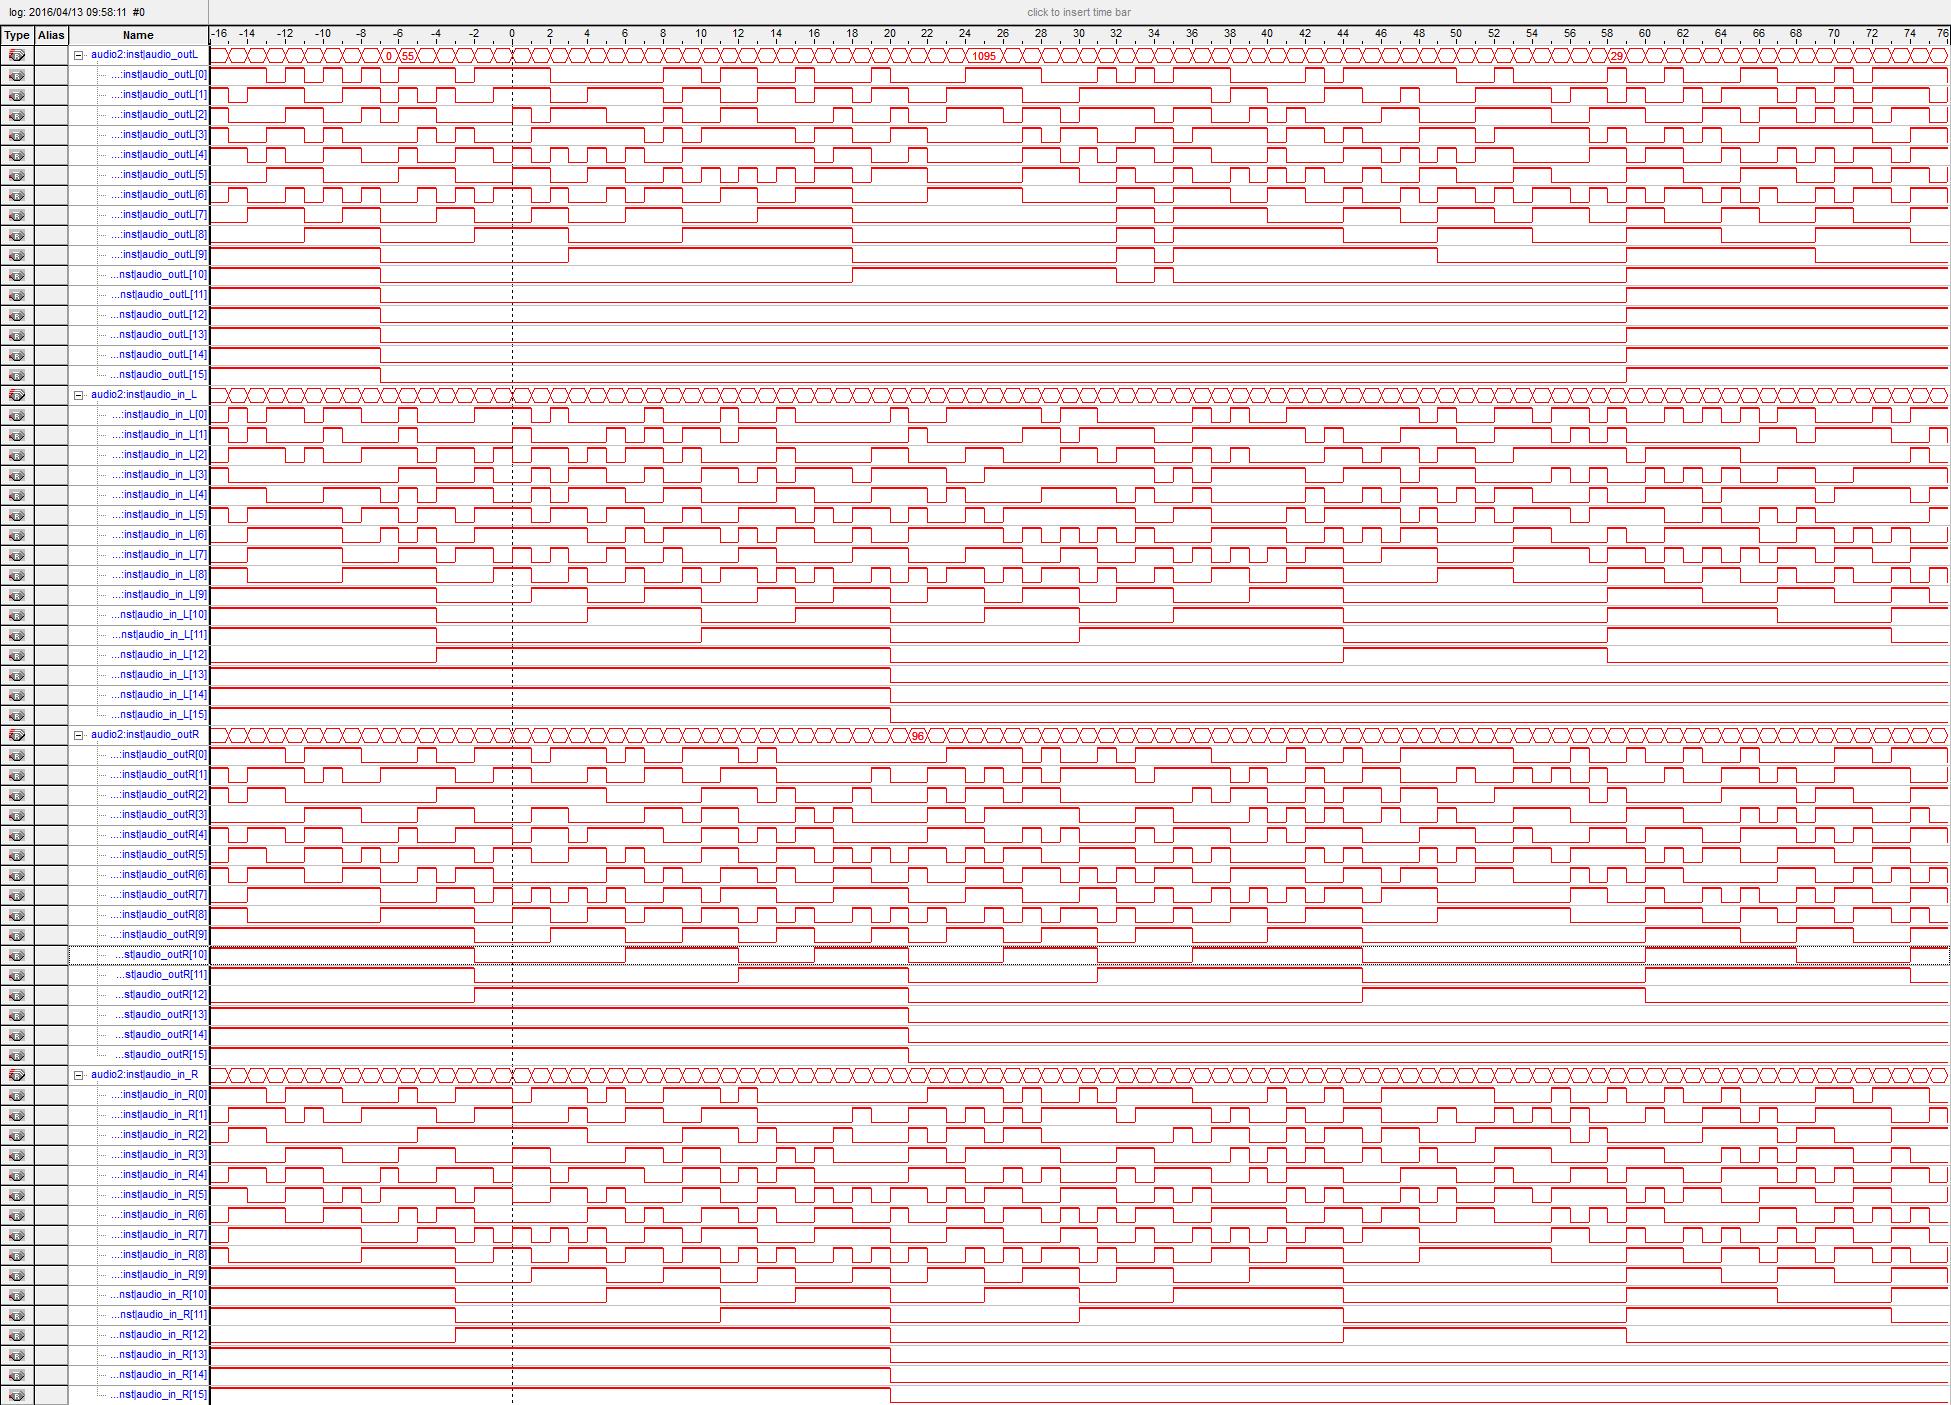 log: 2016/04/13 09:58:11 #0 click to insert time bar
Type Alias Name -16 -14 -12 -10 -8 -6 -4 -2 0 2 4 6 8 10 12 14 16 18 20 22 24 26 28 30 32 34 36 38 40 42 44 46 48 50 52 54 56 58 60 62 64 66 68 70 72 74 76
audio2:inst|audio_outL 0 55 1095 29
...:inst|audio_outL[0]
...:inst|audio_outL[1]
...:inst|audio_outL[2]
...:inst|audio_outL[3]
...:inst|audio_outL[4]
...:inst|audio_outL[5]
...:inst|audio_outL[6]
...:inst|audio_outL[7]
...:inst|audio_outL[8]
...:inst|audio_outL[9]
...nst|audio_outL[10]
...nst|audio_outL[11]
...nst|audio_outL[12]
...nst|audio_outL[13]
...nst|audio_outL[14]
...nst|audio_outL[15]
audio2:inst|audio_in_L
...:inst|audio_in_L[0]
...:inst|audio_in_L[1]
...:inst|audio_in_L[2]
...:inst|audio_in_L[3]
...:inst|audio_in_L[4]
...:inst|audio_in_L[5]
...:inst|audio_in_L[6]
...:inst|audio_in_L[7]
...:inst|audio_in_L[8]
...:inst|audio_in_L[9]
...nst|audio_in_L[10]
...nst|audio_in_L[11]
...nst|audio_in_L[12]
...nst|audio_in_L[13]
...nst|audio_in_L[14]
...nst|audio_in_L[15]
audio2:inst|audio_outR 96
...:inst|audio_outR[0]
...:inst|audio_outR[1]
...:inst|audio_outR[2]
...:inst|audio_outR[3]
...:inst|audio_outR[4]
...:inst|audio_outR[5]
...:inst|audio_outR[6]
...:inst|audio_outR[7]
...:inst|audio_outR[8]
...:inst|audio_outR[9]
...st|audio_outR[10]
...st|audio_outR[11]
...st|audio_outR[12]
...st|audio_outR[13]
...st|audio_outR[14]
...st|audio_outR[15]
audio2:inst|audio_in_R
...:inst|audio_in_R[0]
...:inst|audio_in_R[1]
...:inst|audio_in_R[2]
...:inst|audio_in_R[3]
...:inst|audio_in_R[4]
...:inst|audio_in_R[5]
...:inst|audio_in_R[6]
...:inst|audio_in_R[7]
...:inst|audio_in_R[8]
...:inst|audio_in_R[9]
...nst|audio_in_R[10]
...nst|audio_in_R[11]
...nst|audio_in_R[12]
...nst|audio_in_R[13]
...nst|audio_in_R[14]
...nst|audio_in_R[15]